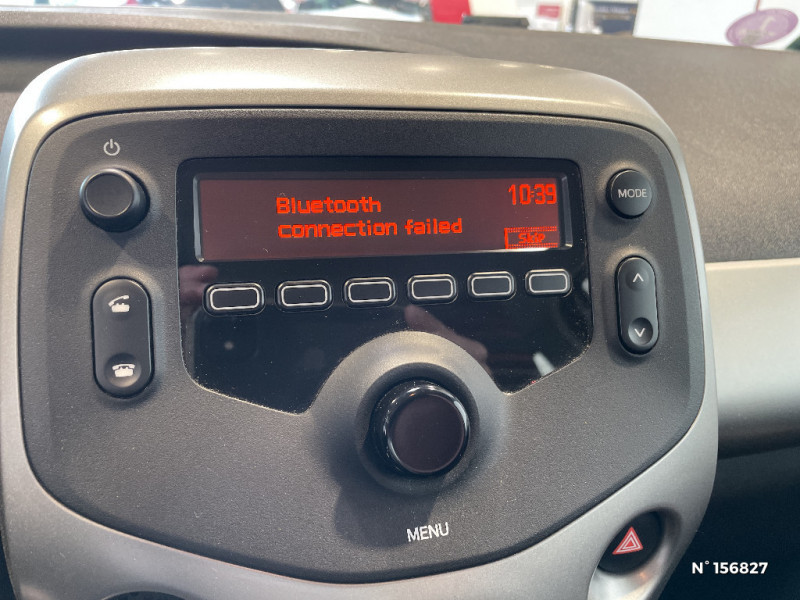 10:39
Bluetooth
connection failed
Skip
MODE
MENU
N° 156827